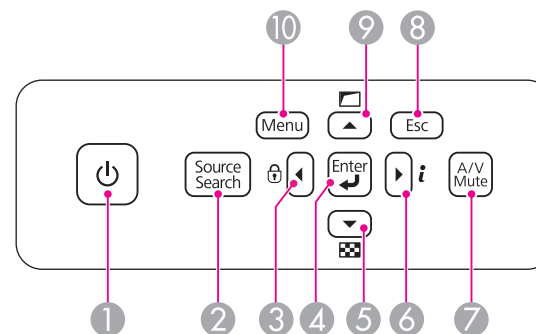 10 9 8
Menu Esc
Source
Search
Enter
i
A/V
Mute
1 2 3 4 5 6 7